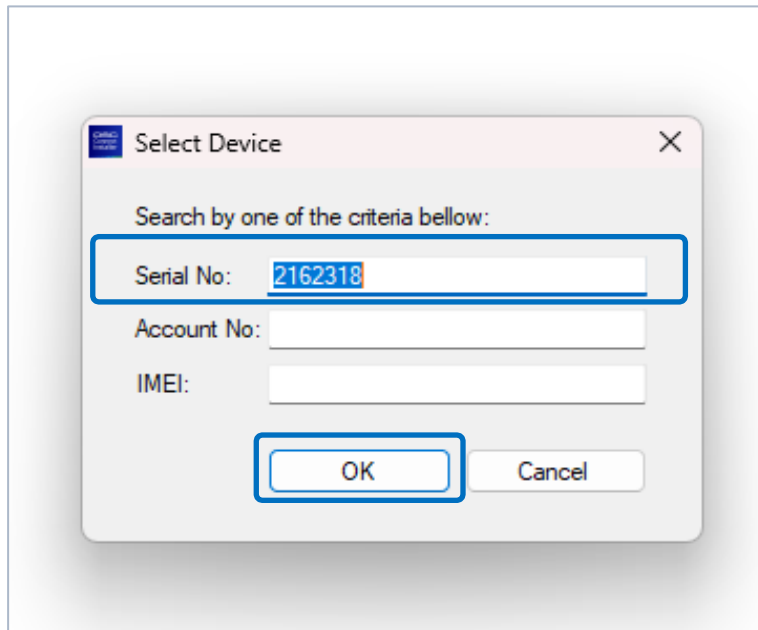 Select Device
Search by one of the criteria bellow:
Serial No: 2162318
Account No:
IMEI:
OK Cancel